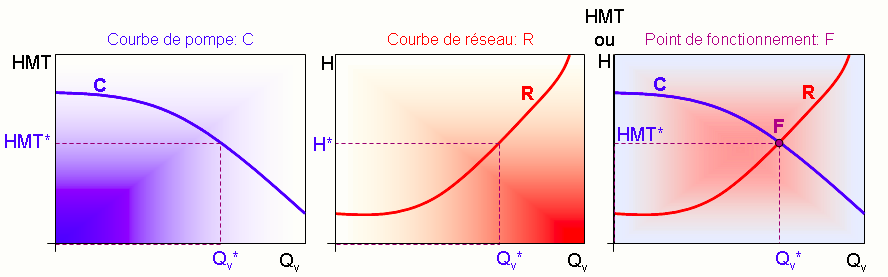 Courbe de pompe: C
HMT
C
HMT*
Qv*
Qv
Courbe de réseau: R
H
R
H*
Qv*
Qv
HMT
ou
H
Point de fonctionnement: F
C
R
F
HMT*
Qv*
Qv